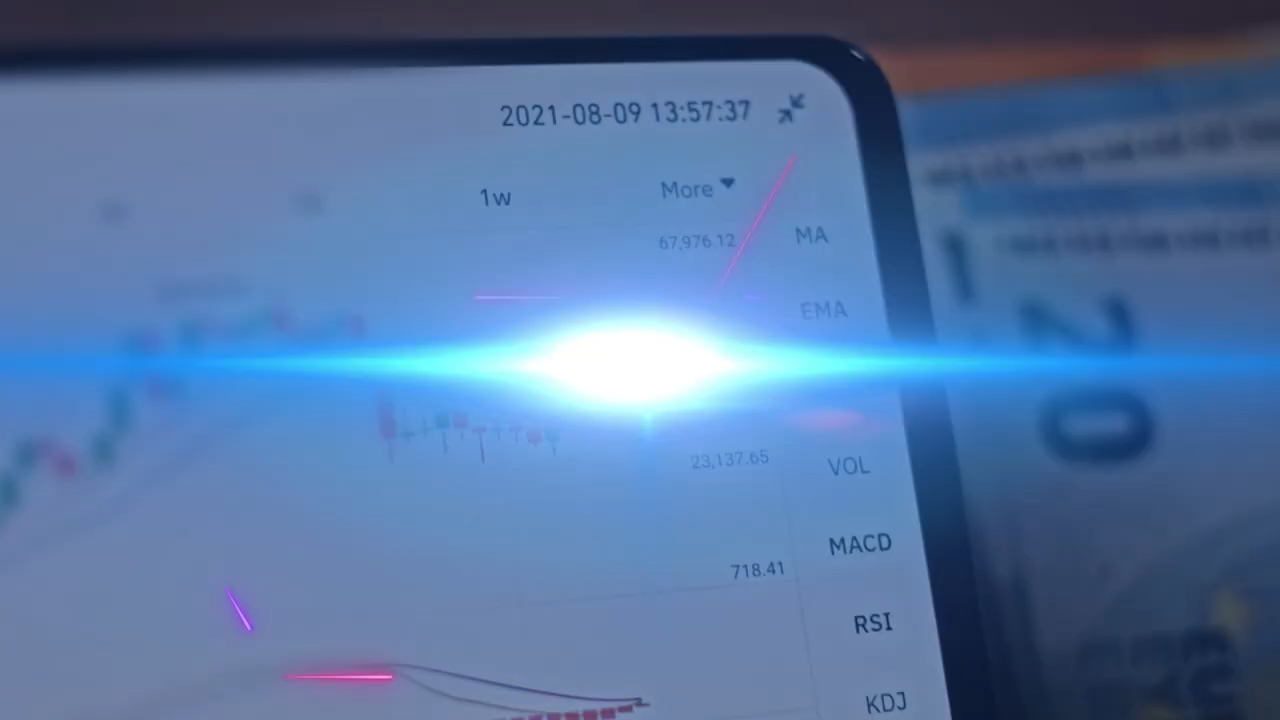 2021-08-09 13:57:37
1w More
67,976.12
MA
EMA
23,137.65
VOL
MACD
718.41
RSI
KDJ
20